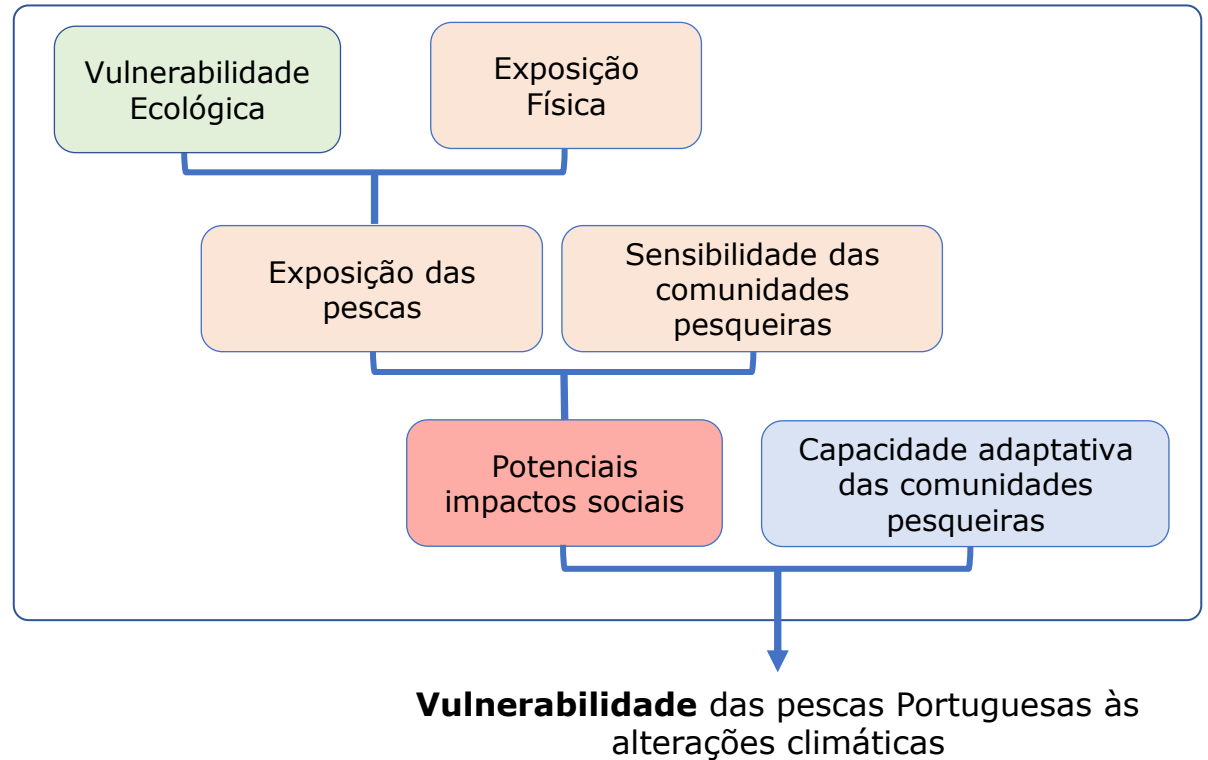 Vulnerabilidade
Ecológica
Exposição
Física
Exposição das
pescas
Sensibilidade das
comunidades
pesqueiras
Potenciais
impactos sociais
Capacidade adaptativa
das comunidades
pesqueiras
Vulnerabilidade das pescas Portuguesas às
alterações climáticas